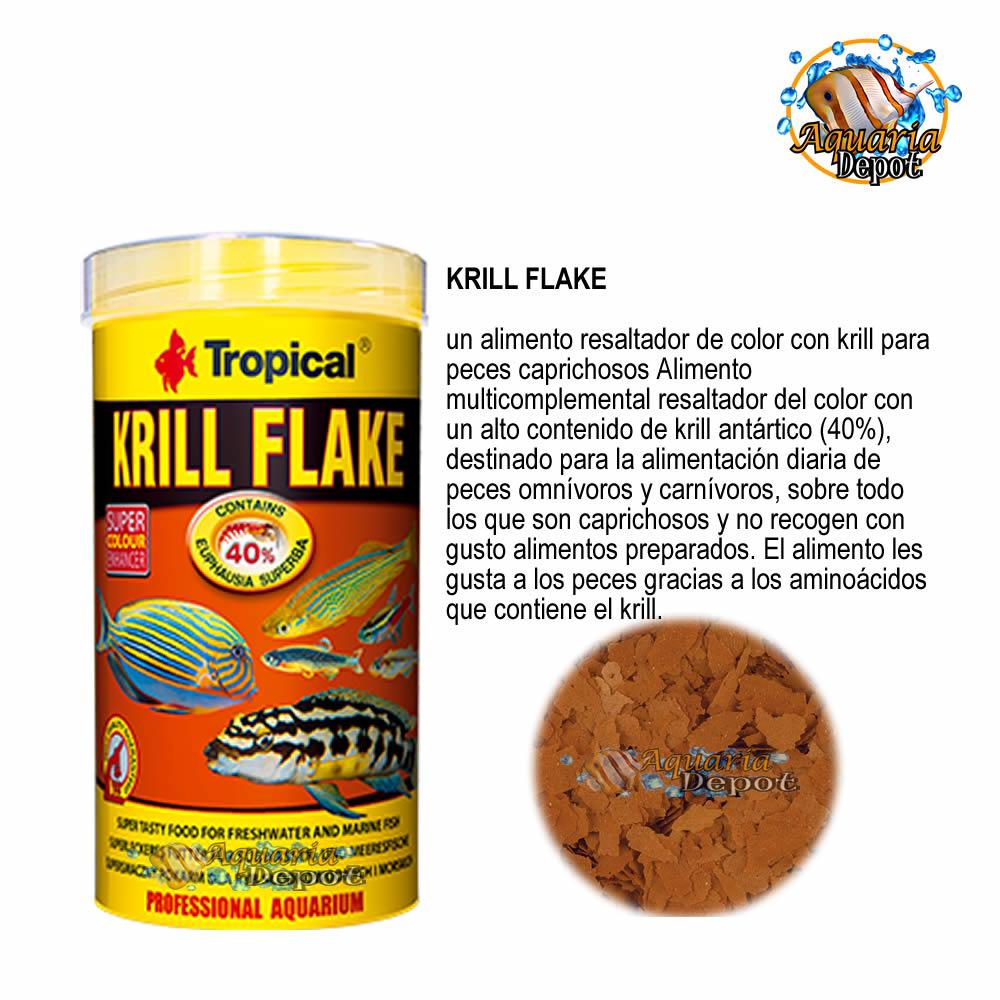 Aquaria
Depot
Tropical®
KRILL FLAKE
SUPER
COLOUR
ENHANCER
CONTAINS
40%
EUPHAUSIA SUPERBA
SUPER TASTY FOOD FOR FRESHWATER AND MARINE FISH
Aquaria
Depot
PROFESSIONAL AQUARIUM
KRILL FLAKE
un alimento resaltador de color con krill para
peces caprichosos Alimento
multicomplemental resaltador del color con
un alto contenido de krill antártico (40%),
destinado para la alimentación diaria de
peces omnívoros y carnívoros, sobre todo
los que son caprichosos y no recogen con
gusto alimentos preparados. El alimento les
gusta a los peces gracias a los aminoácidos
que contiene el krill.
Aquaria
Depot